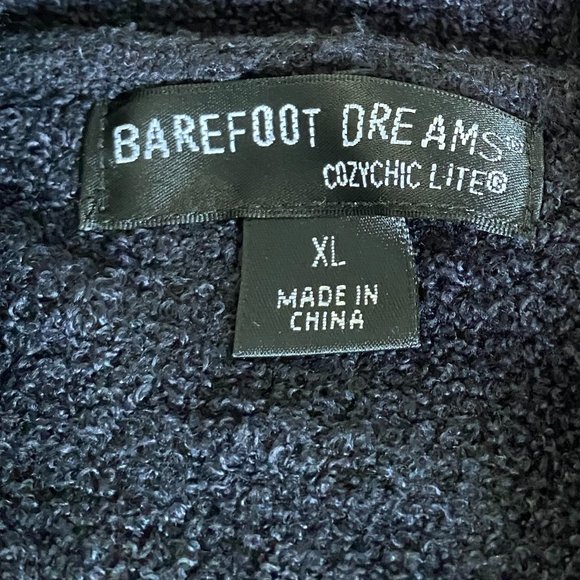 BAREFOOT DREAMS®
COZYCHIC LITE®
XL
MADE IN
CHINA